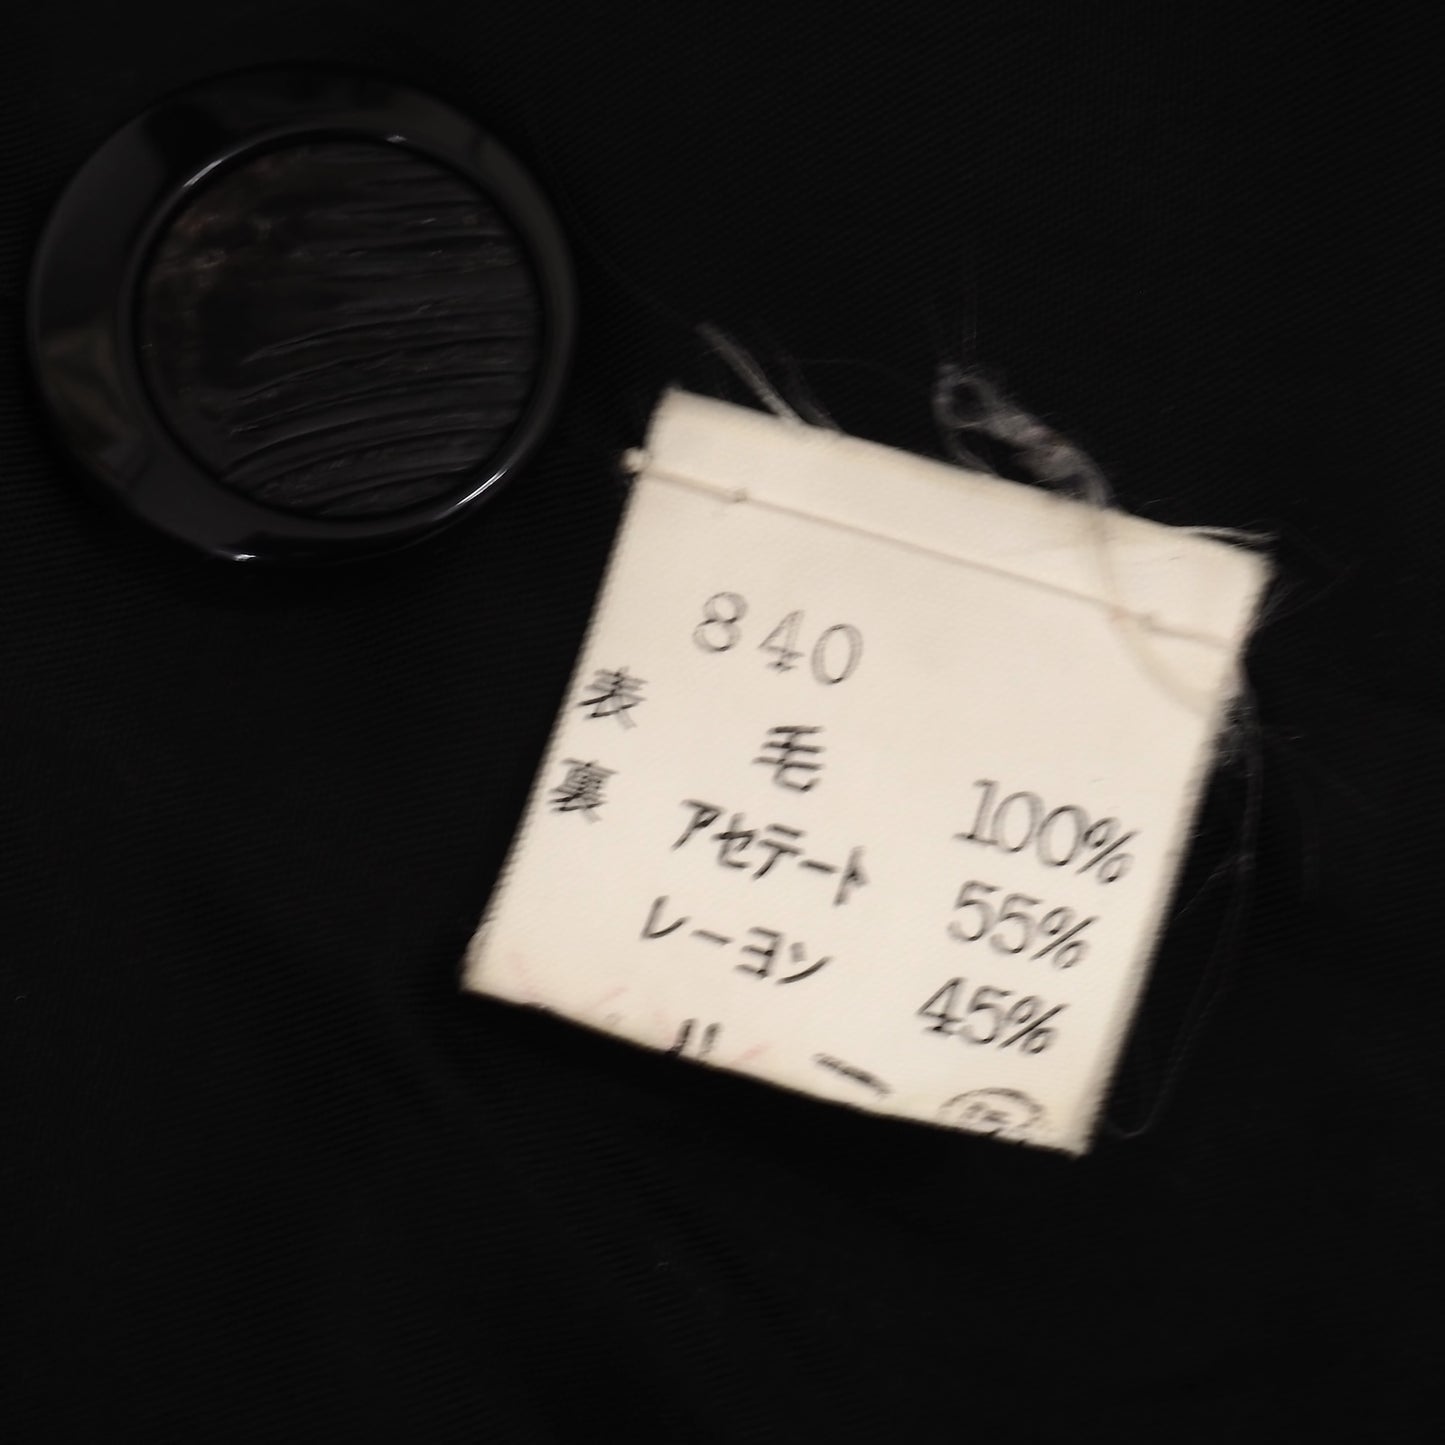 840
表 毛 100%
裏 アセテート 55%
レーヨン 45%